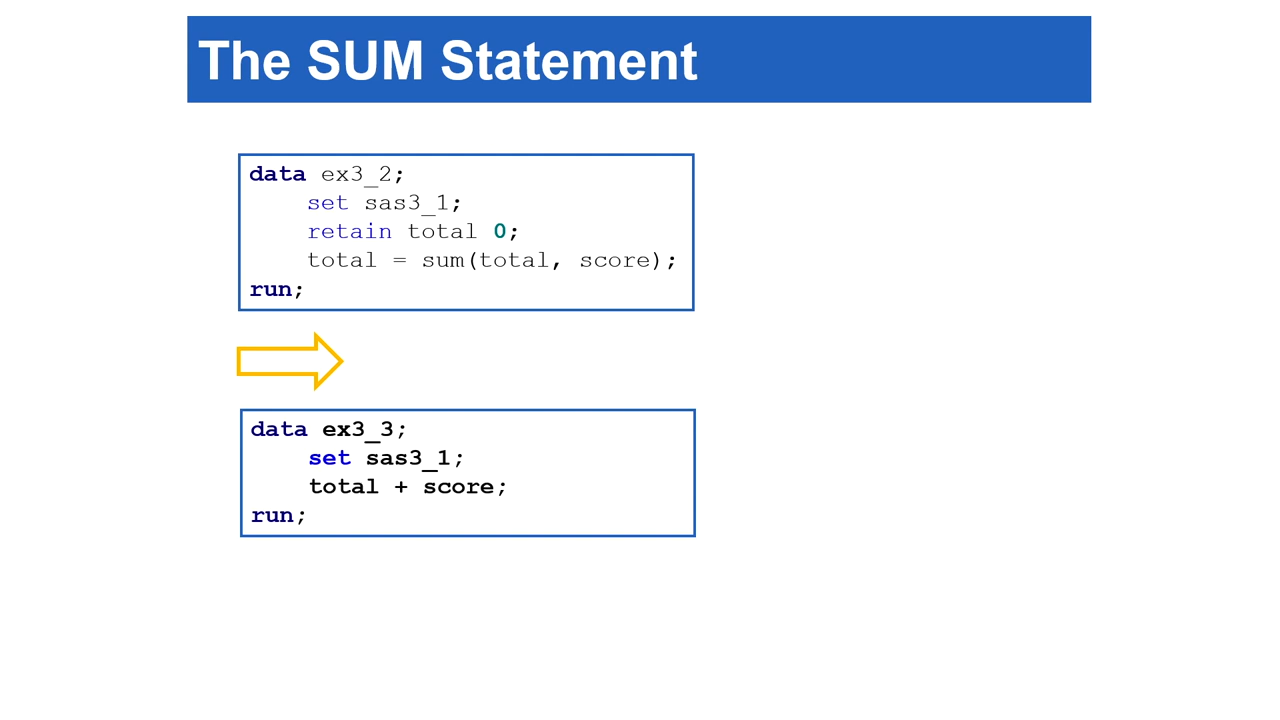 The SUM Statement
data ex3_2;
    set sas3_1;
    retain total 0;
    total = sum(total, score);
run;
data ex3_3;
    set sas3_1;
    total + score;
run;